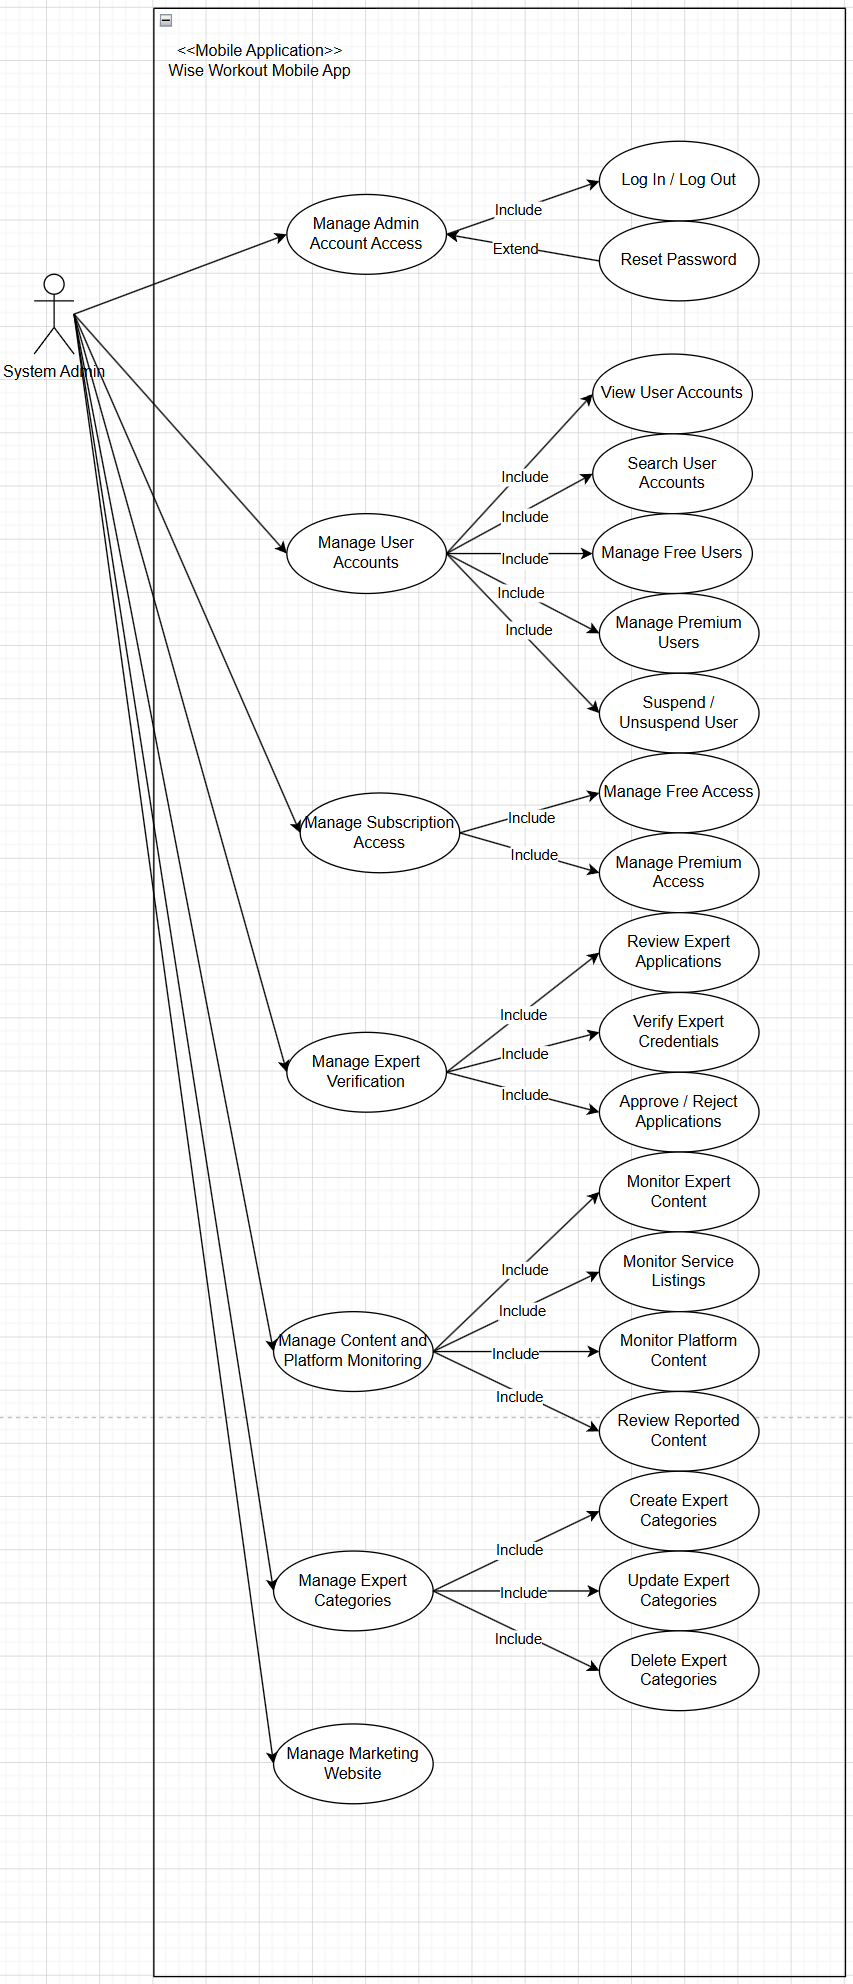 <<Mobile Application>>
Wise Workout Mobile App
Log In / Log Out
Manage Admin
Account Access
Include
Extend
Reset Password
System Admin
View User Accounts
Include
Search User
Accounts
Include
Manage User
Accounts
Include
Manage Free Users
Include
Manage Premium
Users
Include
Suspend /
Unsuspend User
Manage Subscription
Access
Include
Manage Free Access
Include
Manage Premium
Access
Review Expert
Applications
Include
Verify Expert
Credentials
Include
Manage Expert
Verification
Include
Approve / Reject
Applications
Monitor Expert
Content
Include
Monitor Service
Listings
Include
Manage Content and
Platform Monitoring
Include
Monitor Platform
Content
Include
Review Reported
Content
Create Expert
Categories
Include
Manage Expert
Categories
Include
Update Expert
Categories
Include
Delete Expert
Categories
Manage Marketing
Website